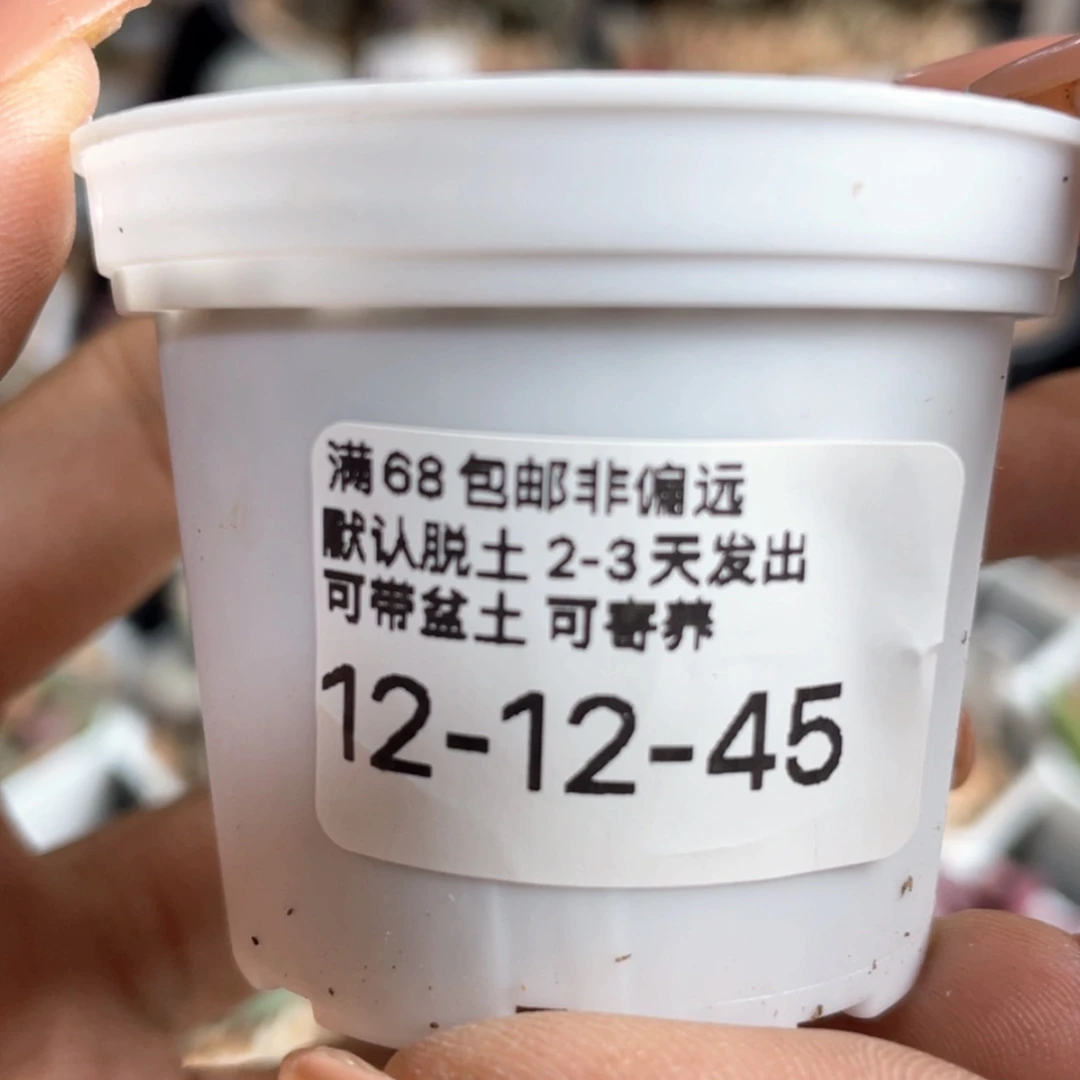 满68 包邮非偏远
默认脱土 2-3天发出
可带盆土 可寄养
12-12-45